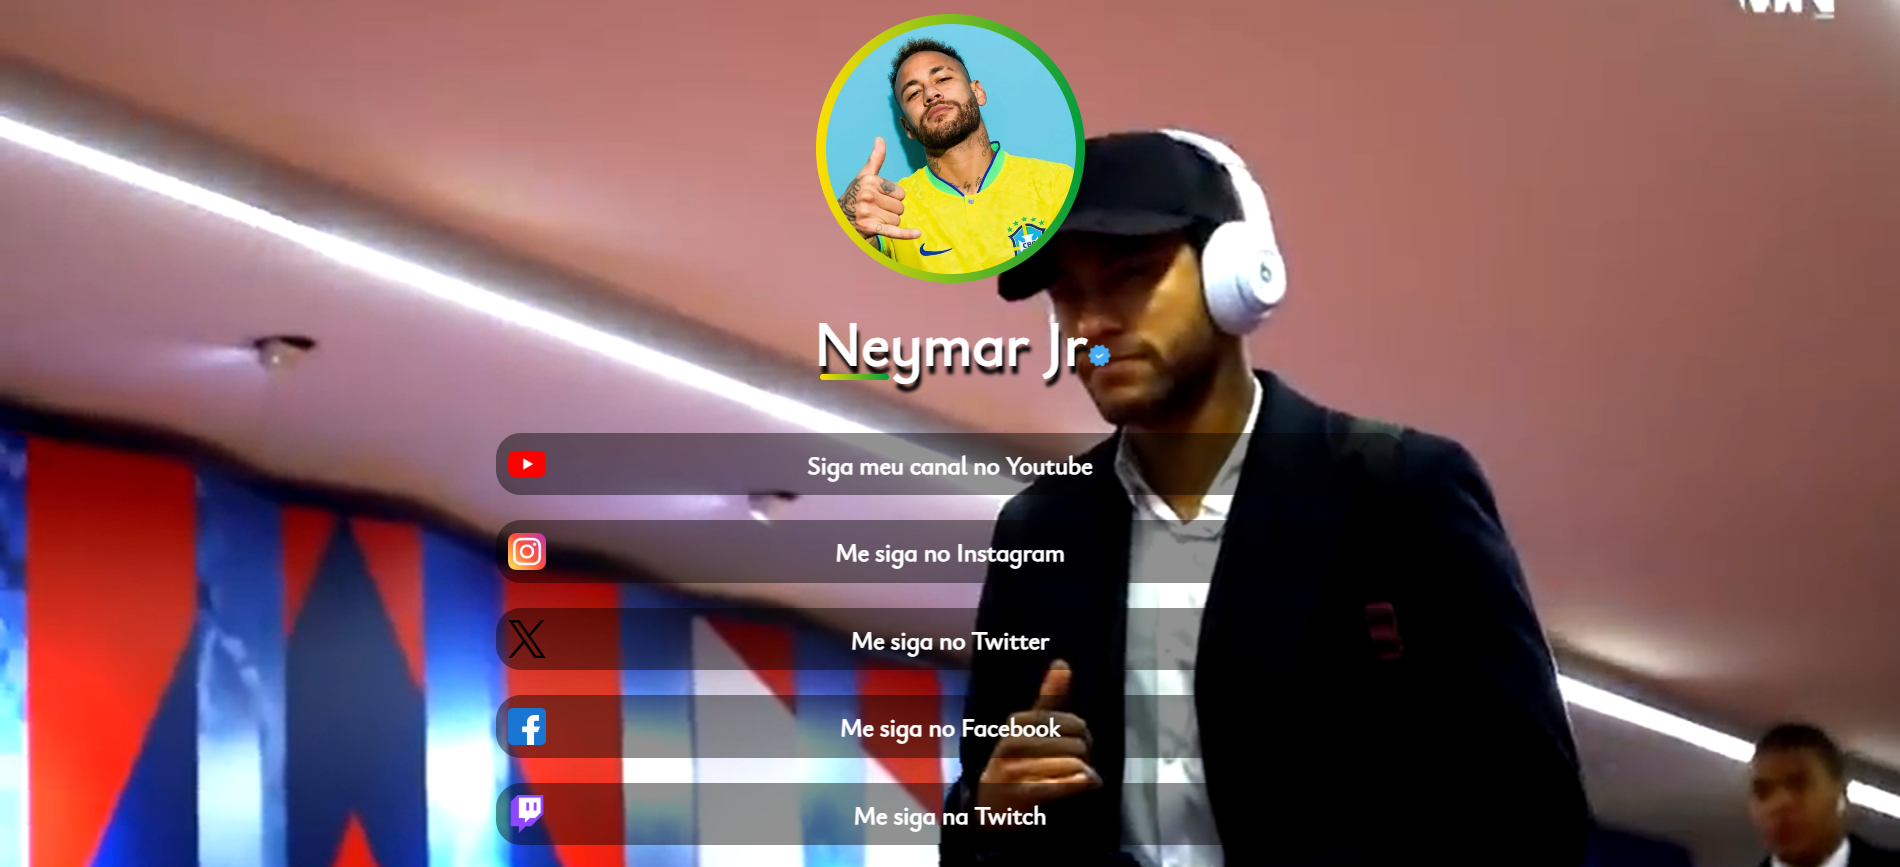 Neymar Jr
Siga meu canal no Youtube
Me siga no Instagram
Me siga no Twitter
Me siga no Facebook
Me siga na Twitch